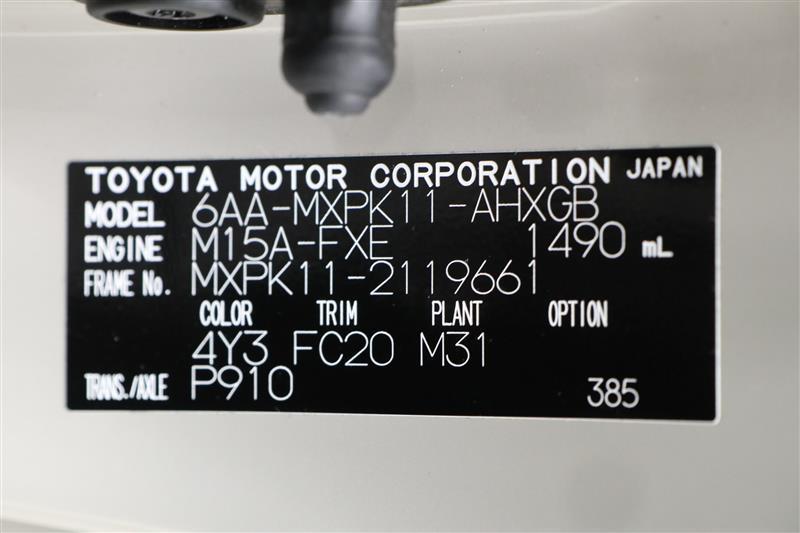 TOYOTA MOTOR CORPORATION JAPAN
MODEL 6AA-MXPK11-AHXGB
ENGINE M15A-FXE 1490 mL
FRAME No. MXPK11-2119661
COLOR TRIM PLANT OPTION
4Y3 FC20 M31
TRANS./AXLE P910 385